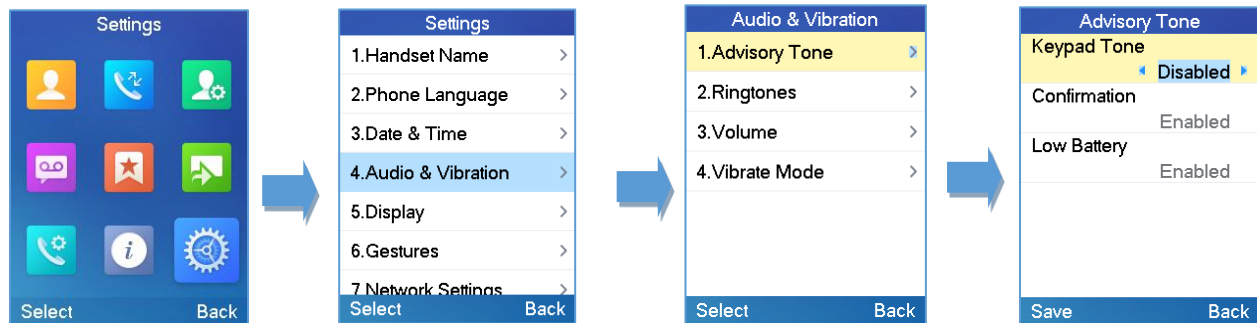 Settings
Select Back
Settings
1.Handset Name
2.Phone Language
3.Date & Time
4.Audio & Vibration
5.Display
6.Gestures
7.Network Settings
Select Back
Audio & Vibration
1.Advisory Tone
2.Ringtones
3.Volume
4.Vibrate Mode
Select Back
Advisory Tone
Keypad Tone
Disabled
Confirmation
Enabled
Low Battery
Enabled
Save Back